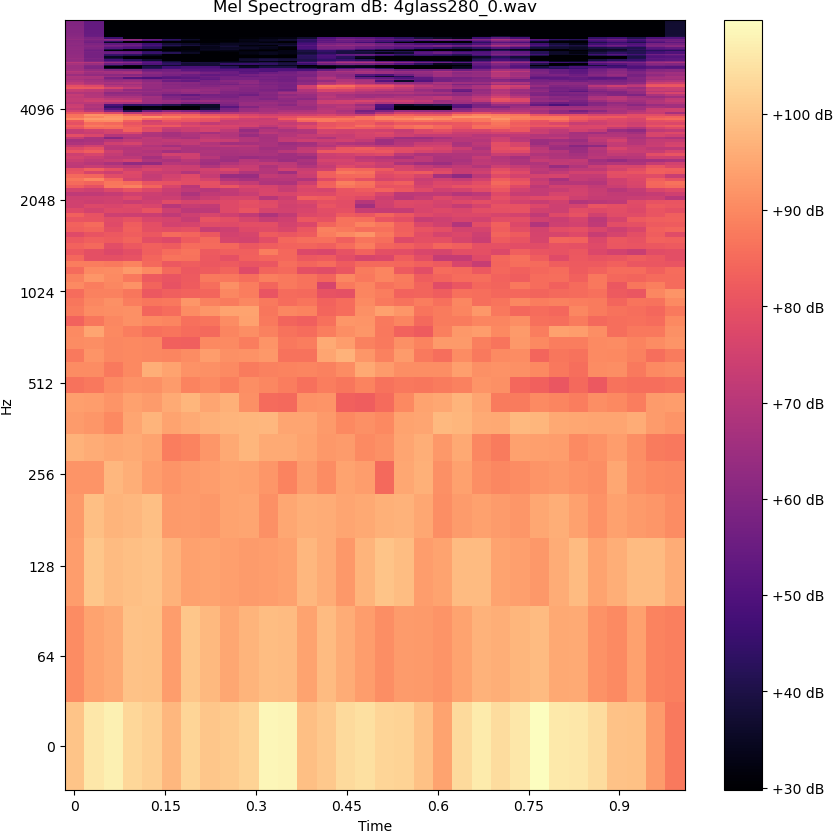 Mel Spectrogram dB: 4glass280_0.wav
4096
2048
1024
512
256
128
64
0
Hz
0
0.15
0.3
0.45
0.6
0.75
0.9
Time
+100 dB
+90 dB
+80 dB
+70 dB
+60 dB
+50 dB
+40 dB
+30 dB